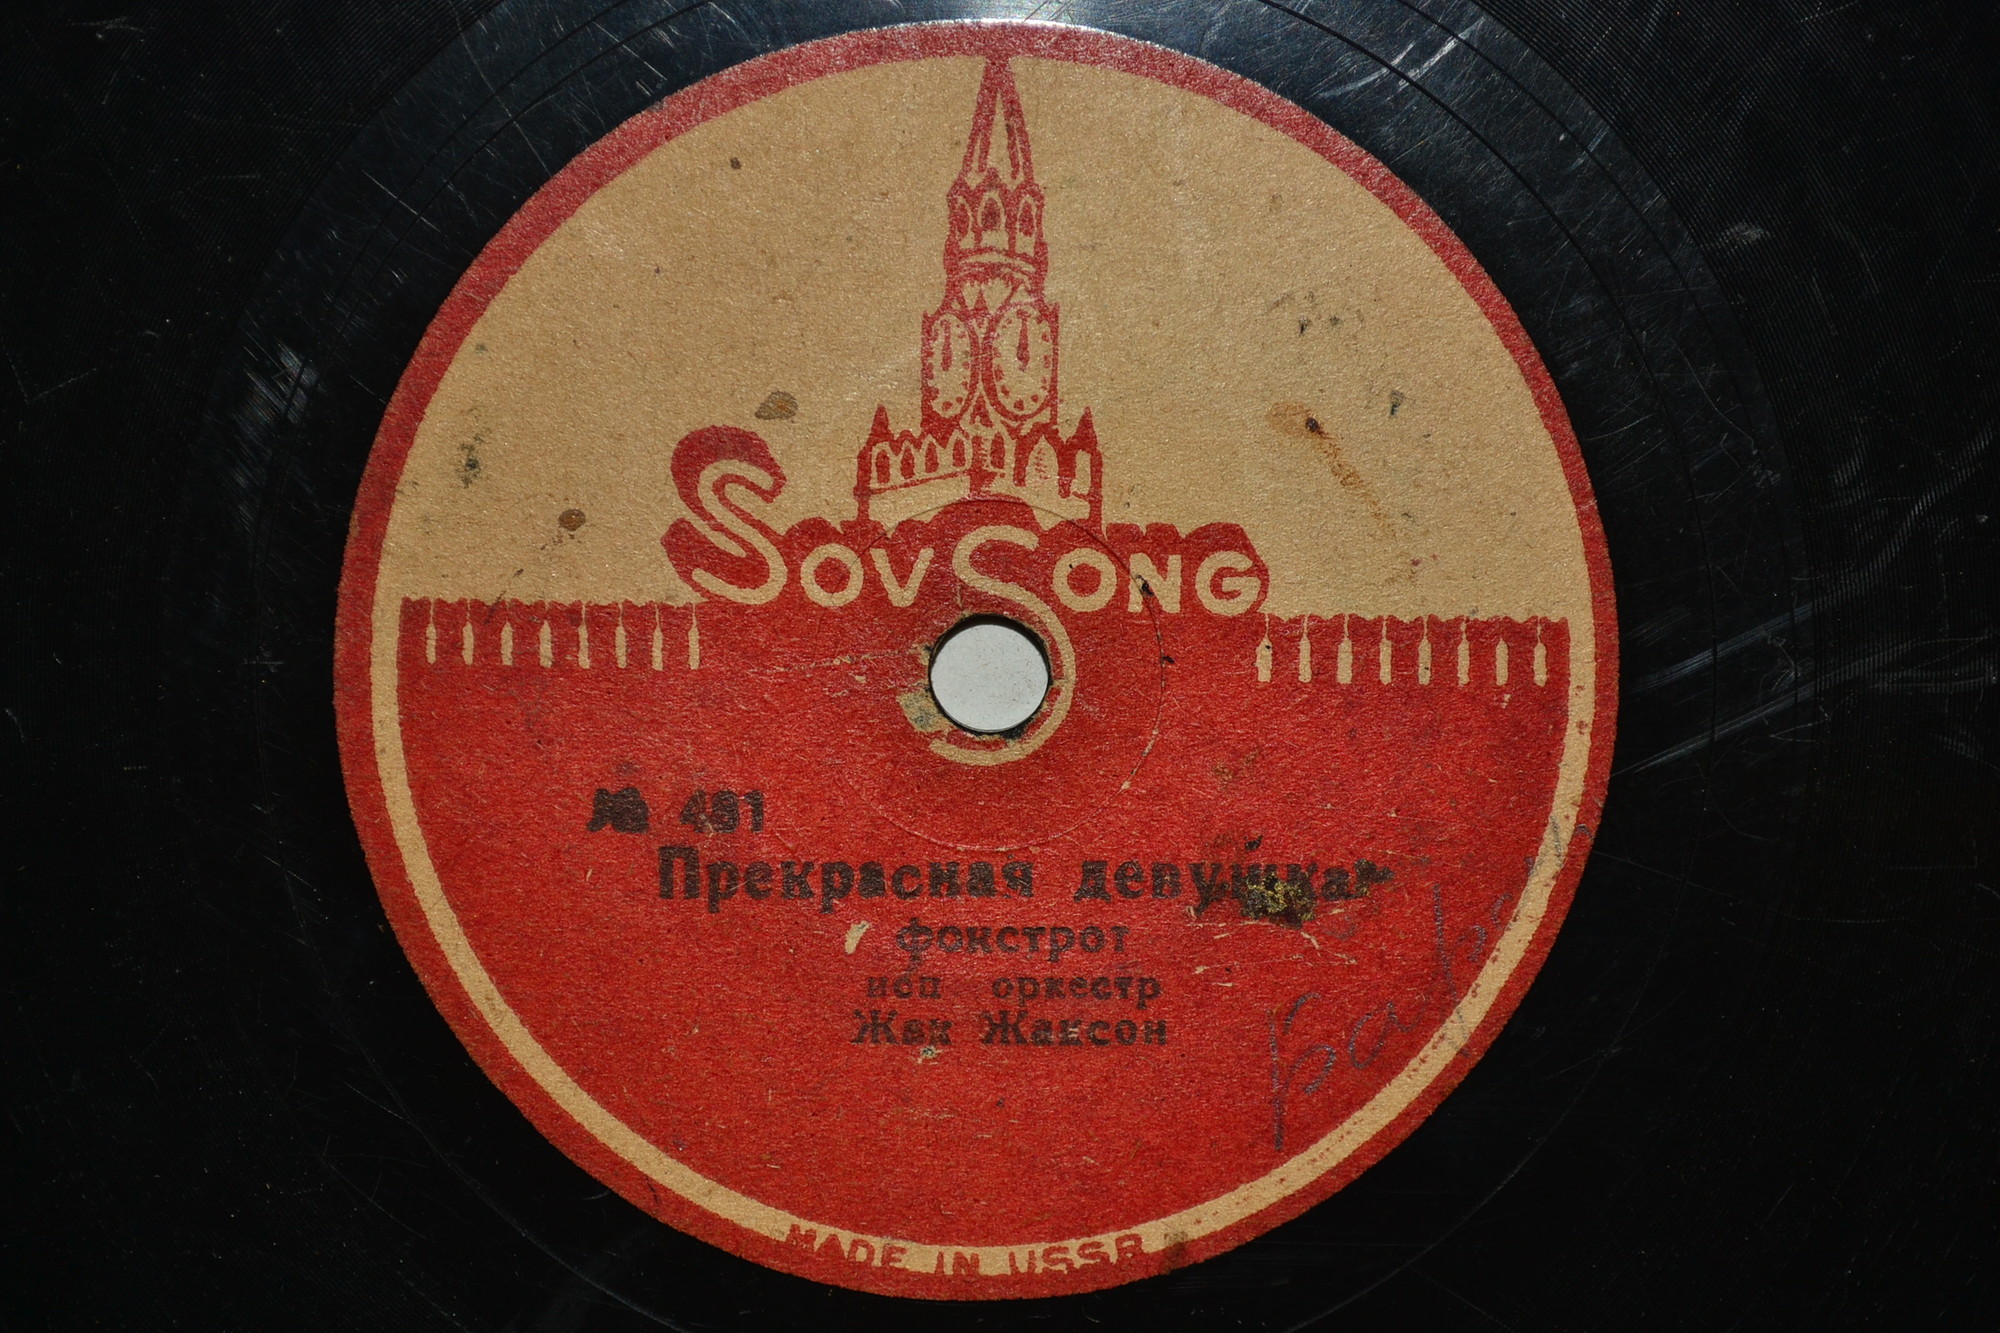 SOVSONG
№ 491
Прекрасная девушка
фокстрот
исп оркестр
Жак Жаксон
MADE IN USSR